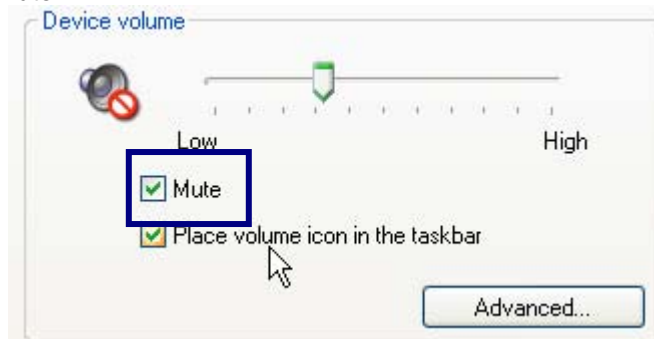 Device volume
Low High
Mute
Place volume icon in the taskbar
Advanced...